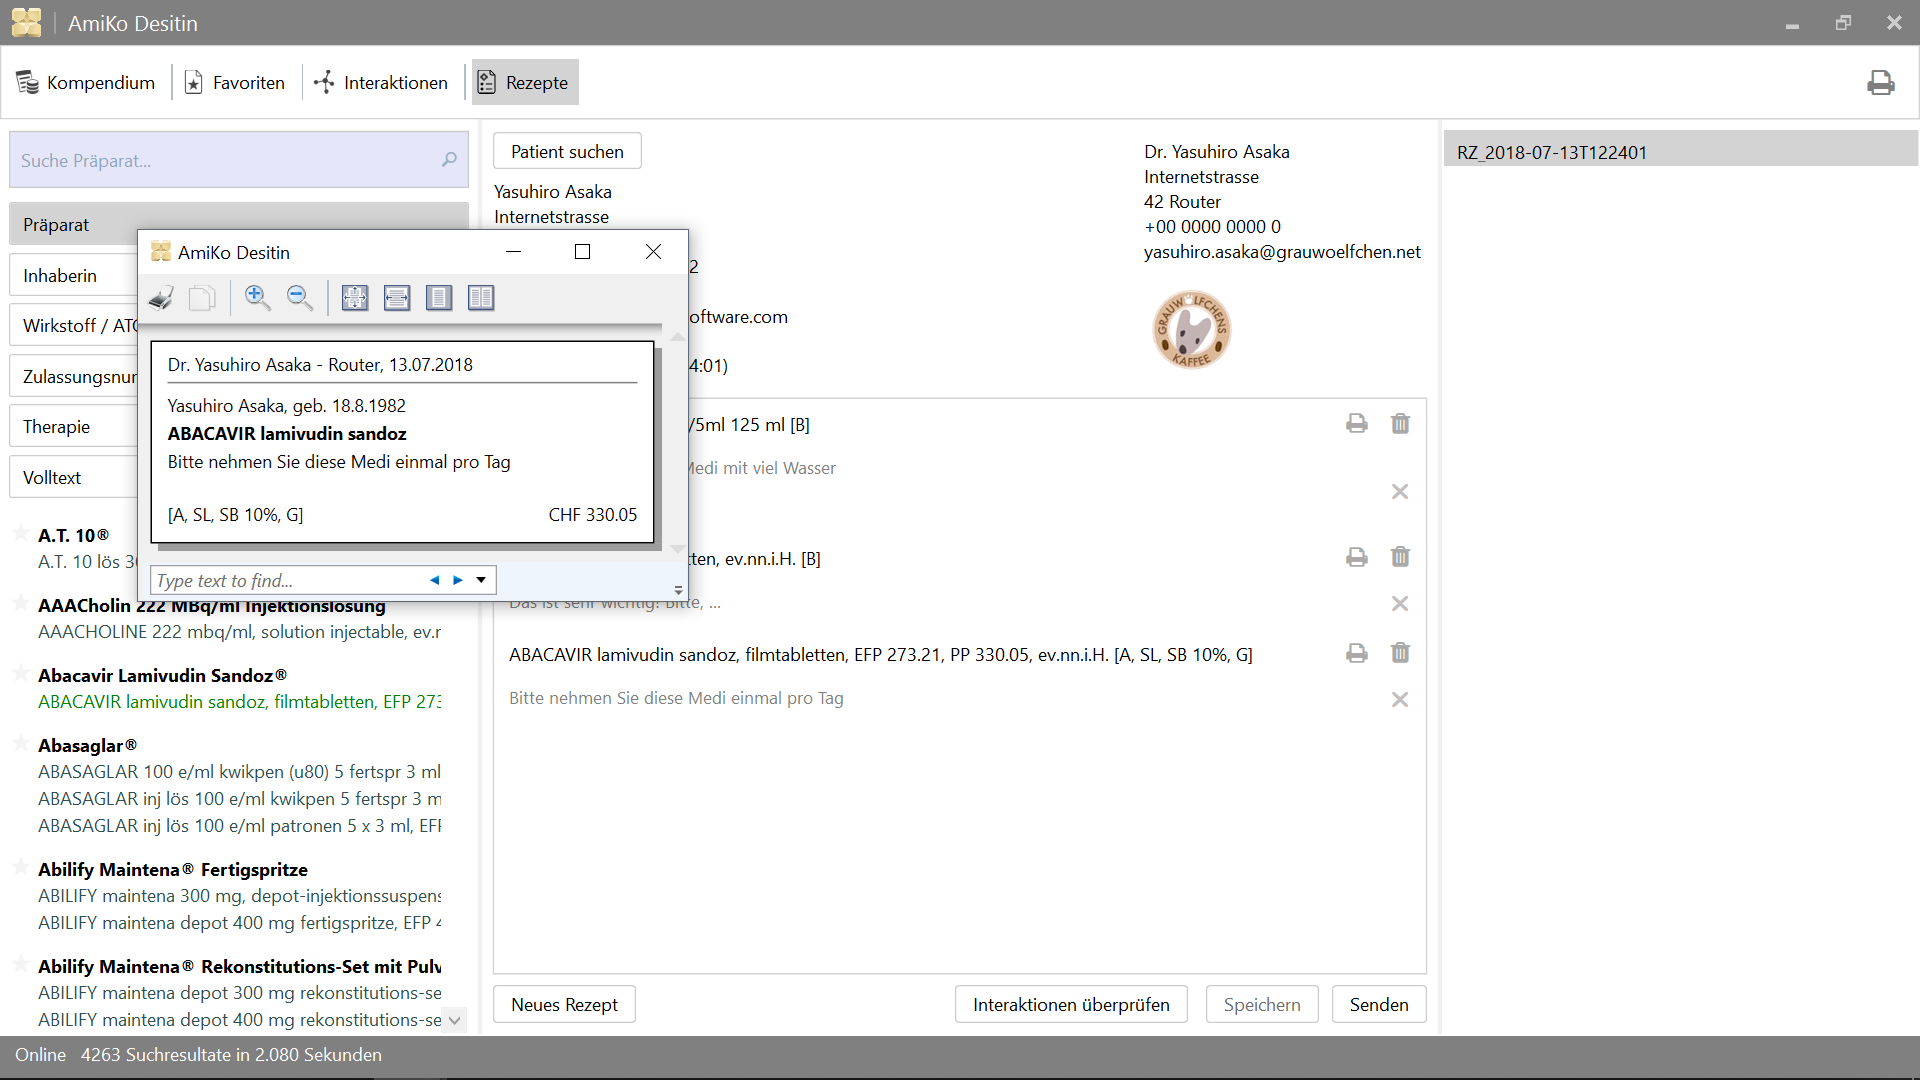 AmiKo Desitin
Kompendium
Favoriten
Interaktionen
Rezepte
Suche Präparat...
Präparat
Inhaberin
Wirkstoff / ATC
Zulassungsnur
Therapie
Volltext
A.T. 10®
A.T. 10 lös 30
AAACholin 222 MBq/ml Injektionslösung
AAACHOLINE 222 mbq/ml, solution injectable, ev.r
Abacavir Lamivudin Sandoz®
ABACAVIR lamivudin sandoz, filmtabletten, EFP 273
Abasaglar®
ABASAGLAR 100 e/ml kwikpen (u80) 5 fertspr 3 ml
ABASAGLAR inj lös 100 e/ml kwikpen 5 fertspr 3 m
ABASAGLAR inj lös 100 e/ml patronen 5 x 3 ml, EFF
Abilify Maintena® Fertigspritze
ABILIFY maintena 300 mg, depot-injektionssuspens
ABILIFY maintena depot 400 mg fertigspritze, EFP 4
Abilify Maintena® Rekonstitutions-Set mit Pulv
ABILIFY maintena depot 300 mg rekonstitutions-se
ABILIFY maintena depot 400 mg rekonstitutions-se
AmiKo Desitin
Dr. Yasuhiro Asaka - Router, 13.07.2018
Yasuhiro Asaka, geb. 18.8.1982
ABACAVIR lamivudin sandoz
Bitte nehmen Sie diese Medi einmal pro Tag
[A, SL, SB 10%, G] CHF 330.05
Type text to find...
Patient suchen
Yasuhiro Asaka
Internetstrasse
2
oftware.com
4:01)
Dr. Yasuhiro Asaka
Internetstrasse
42 Router
+00 0000 0000 0
yasuhiro.asaka@grauwoelfchen.net
GRAUWOLFCHENS
KAFFEE
/5ml 125 ml [B]
Medi mit viel Wasser
tten, ev.nn.i.H. [B]
Das ist sehr wichtig! Bitte, ...
ABACAVIR lamivudin sandoz, filmtabletten, EFP 273.21, PP 330.05, ev.nn.i.H. [A, SL, SB 10%, G]
Bitte nehmen Sie diese Medi einmal pro Tag
Neues Rezept
Interaktionen überprüfen
Speichern
Senden
RZ_2018-07-13T122401
Online 4263 Suchresultate in 2.080 Sekunden